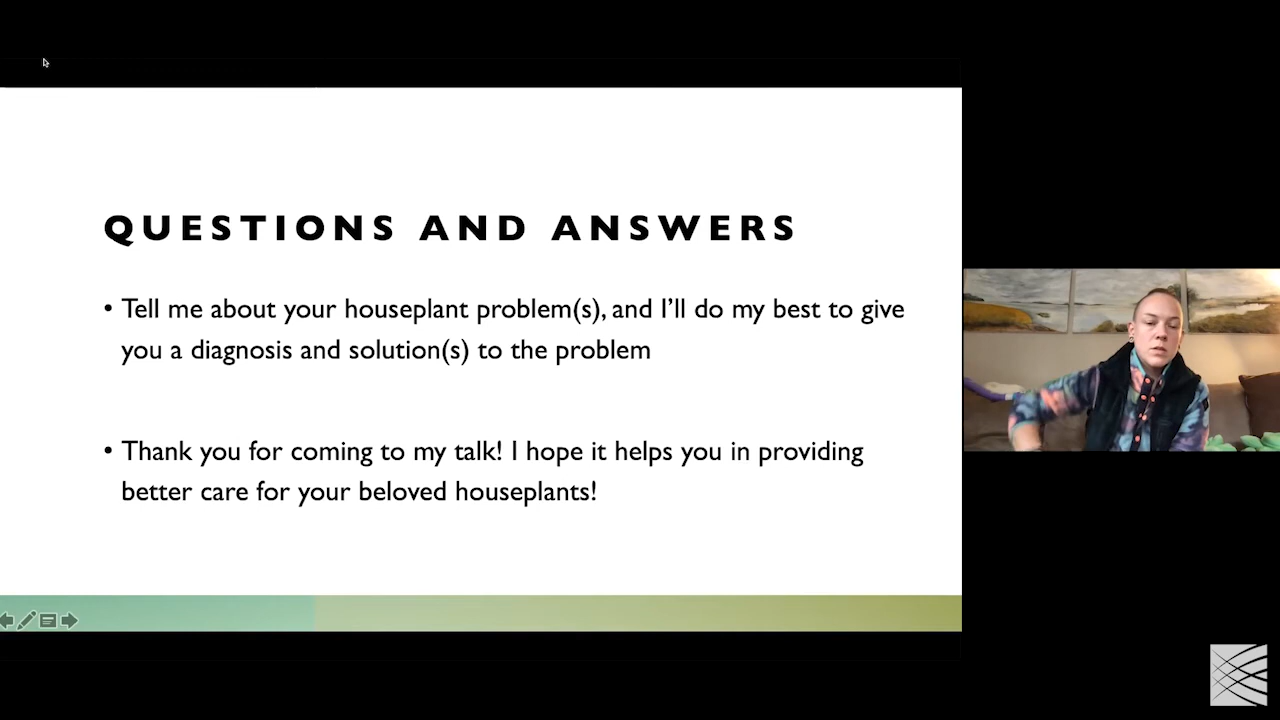 QUESTIONS AND ANSWERS
• Tell me about your houseplant problem(s), and I'll do my best to give
you a diagnosis and solution(s) to the problem
• Thank you for coming to my talk! I hope it helps you in providing
better care for your beloved houseplants!